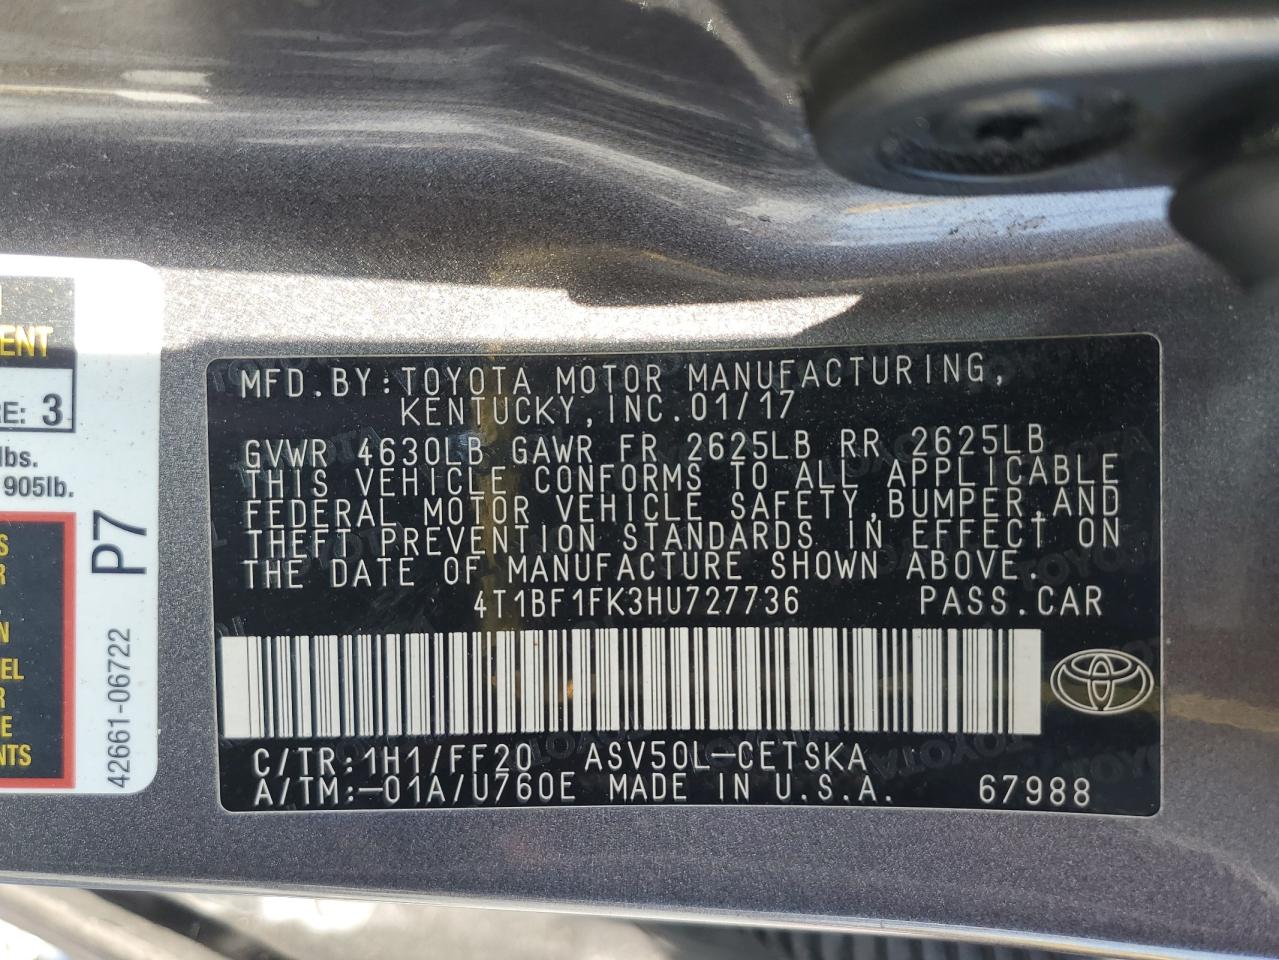 ENT
RE: 3
lbs.
905lb.
S
R
N
EL
R
E
NTS
P7
42661-06722
MFD.BY:TOYOTA MOTOR MANUFACTURING,
KENTUCKY,INC.01/17
GVWR 4630LB GAWR FR 2625LB RR 2625LB
THIS VEHICLE CONFORMS TO ALL APPLICABLE
FEDERAL MOTOR VEHICLE SAFETY,BUMPER,AND
THEFT PREVENTION STANDARDS IN EFFECT ON
THE DATE OF MANUFACTURE SHOWN ABOVE.
4T1BF1FK3HU727736 PASS.CAR
C/TR:1H1/FF20 ASV50L-CETSKA
A/TM:-01A/U760E MADE IN U.S.A. 67988